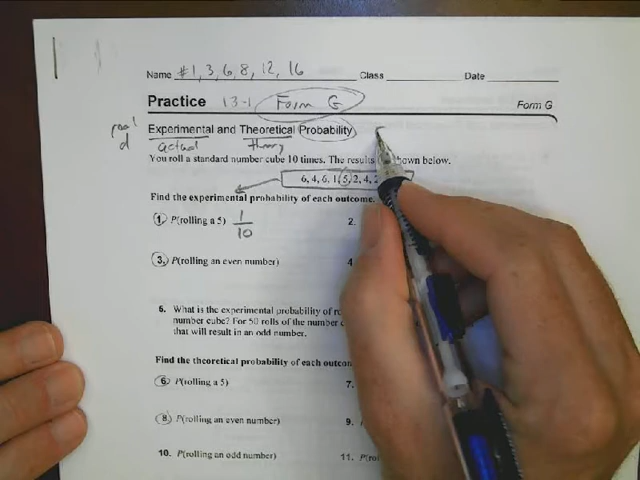 Name #1, 3, 6, 8, 12, 16 Class Date
Practice 13-1 Form G Form G
Experimental and Theoretical Probability
actual theory
You roll a standard number cube 10 times. The results shown below.
6, 4, 6, 1, 5, 2, 4, 2
Find the experimental probability of each outcome.
1. P(rolling a 5) 1/10 2.
3. P(rolling an even number) 4
5. What is the experimental probability of
number cube? For 50 rolls of the number
that will result in an odd number.
Find the theoretical probability of each outcom
6. P(rolling a 5) 7.
8. P(rolling an even number) 9.
10. P(rolling an odd number) 11. P(rol